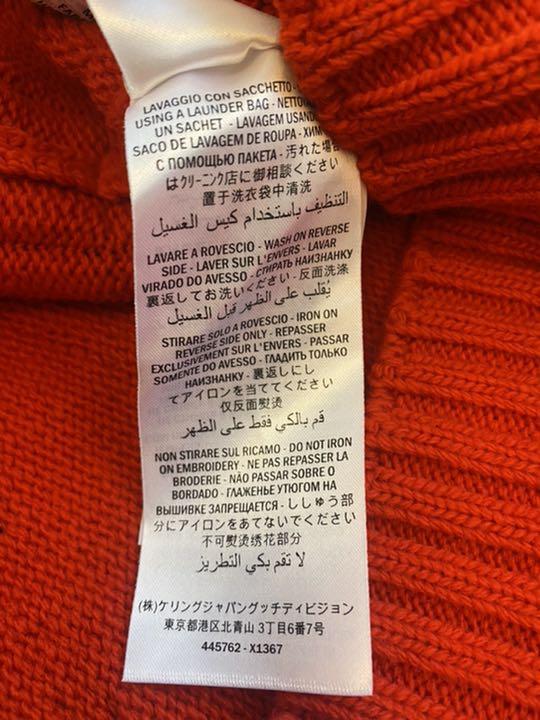 LAVAGGIO CON SACCHETTO -
USING A LAUNDER BAG - NETTOYA
UN SACHET - LAVAGEM USAND
SACO DE LAVAGEM DE ROUPA - ХИМ
С ПОМОЩЬЮ ПАКЕТА - 汚れた場合
はクリーニング店に御相談ください
置于洗衣袋中清洗
التنظيف باستخدام كيس الغسيل
LAVARE A ROVESCIO - WASH ON REVERSE
SIDE - LAVER SUR L'ENVERS - LAVAR
VIRADO DO AVESSO - СТИРАТЬ НАИЗНАНКУ
裏返してお洗いください - 反面洗涤
يُقلب على الظهر قبل الغسيل
STIRARE SOLO A ROVESCIO - IRON ON
REVERSE SIDE ONLY - REPASSER
EXCLUSIVEMENT SUR L'ENVERS - PASSAR
SOMENTE DO AVESSO - ГЛАДИТЬ ТОЛЬКО
НАИЗНАНКУ - 裏返しにし
てアイロンを当ててください
仅反面熨烫
قم بالكي فقط على الظهر
NON STIRARE SUL RICAMO - DO NOT IRON
ON EMBROIDERY - NE PAS REPASSER LA
BRODERIE - NÃO PASSAR SOBRE O
BORDADO - ГЛАЖЕНЬЕ УТЮГОМ НА
ВЫШИВКЕ ЗАПРЕЩАЕТСЯ - ししゅう部
分にアイロンをあてないでください
不可熨烫绣花部分
لا تقم بكي التطريز
(株)ケリングジャパングッチディビジョン
東京都港区北青山 3丁目6番7号
445762 - X1367